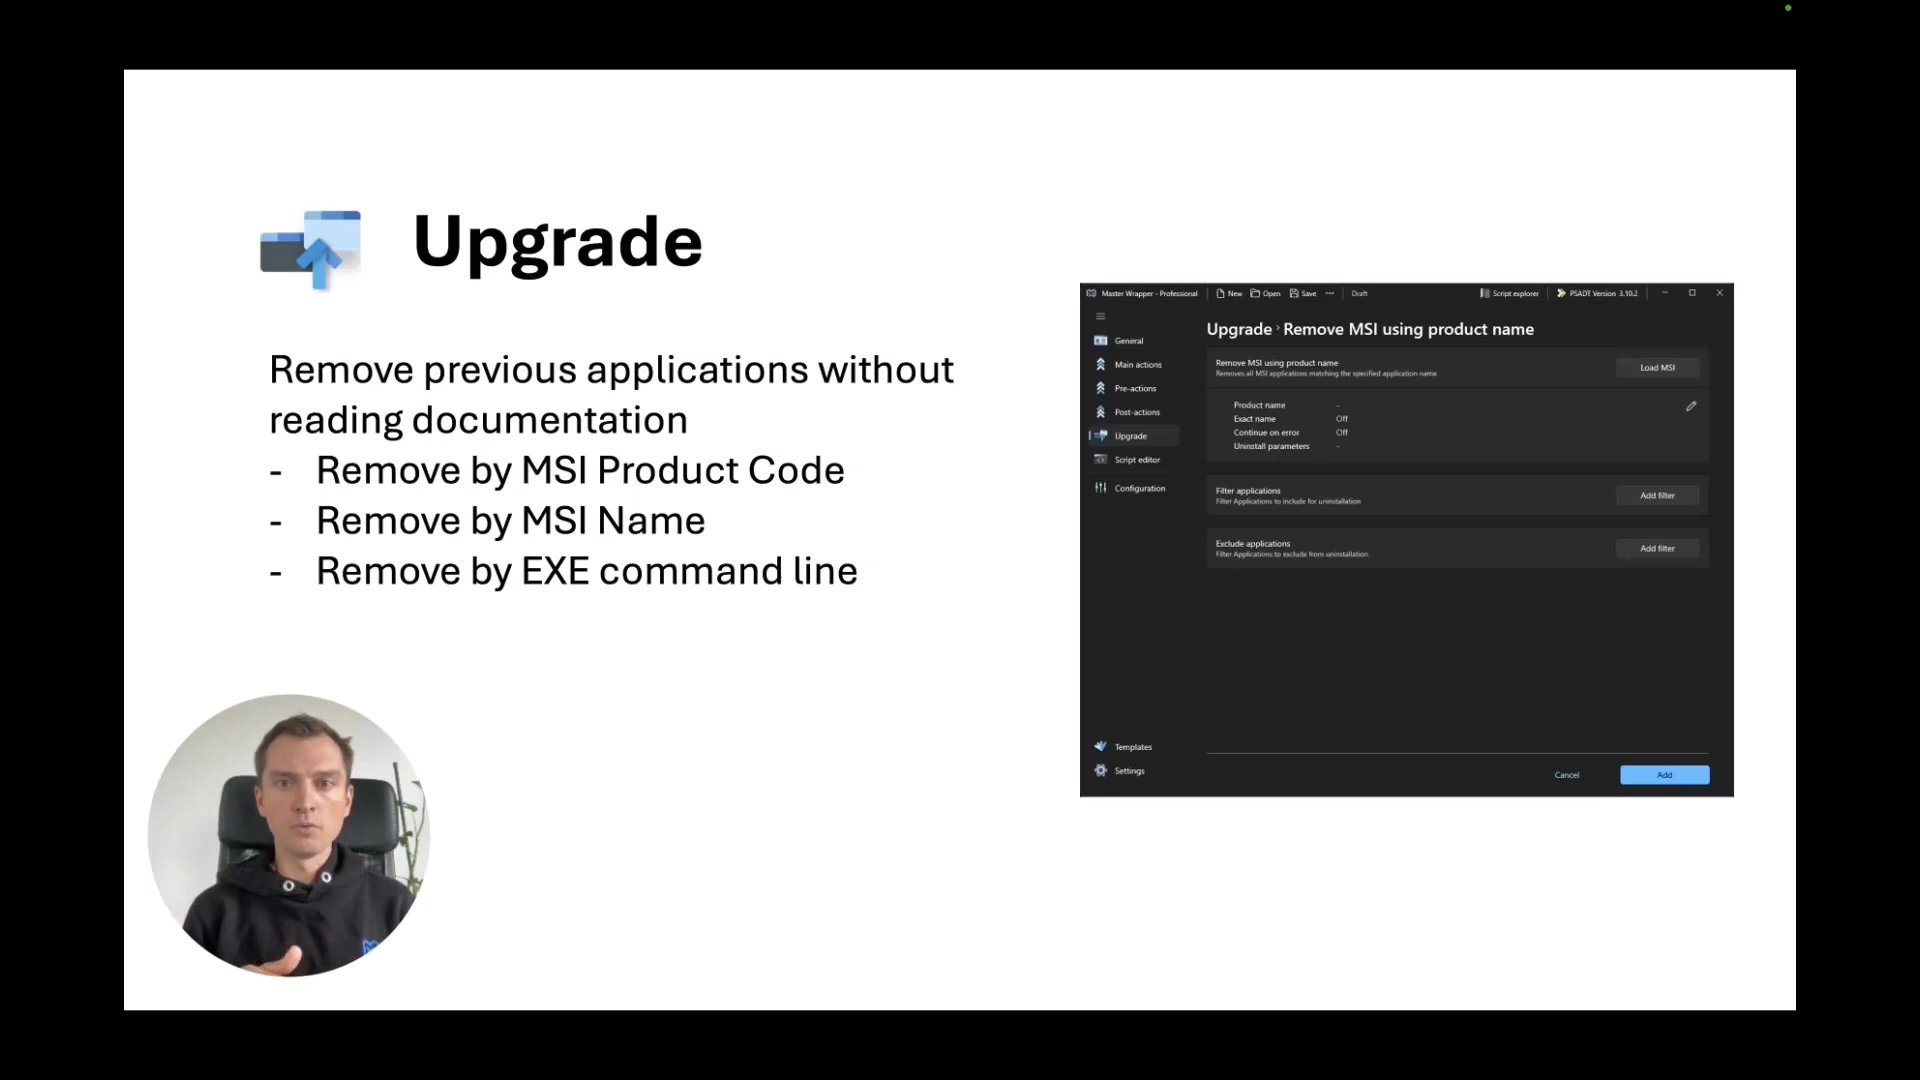 Upgrade
Remove previous applications without
reading documentation
- Remove by MSI Product Code
- Remove by MSI Name
- Remove by EXE command line
Master Wrapper - Professional New Open Save ··· Draft Script explorer PSADT Version 3.10.2
General
Main actions
Pre-actions
Post-actions
Upgrade
Script editor
Configuration
Templates
Settings
Upgrade › Remove MSI using product name
Remove MSI using product name
Removes all MSI applications matching the specified application name
Load MSI
Product name -
Exact name Off
Continue on error Off
Uninstall parameters -
Filter applications
Filter Applications to include for uninstallation
Add filter
Exclude applications
Filter Applications to exclude from uninstallation
Add filter
Cancel Add